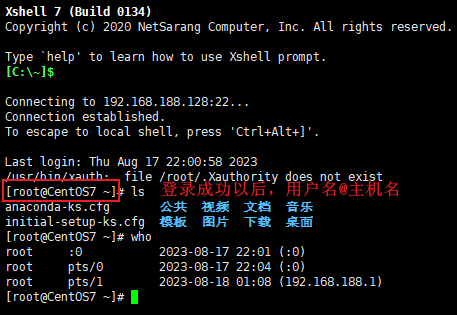 Xshell 7 (Build 0134)
Copyright (c) 2020 NetSarang Computer, Inc. All rights reserved.
Type `help' to learn how to use Xshell prompt.
[C:\~]$
Connecting to 192.168.188.128:22...
Connection established.
To escape to local shell, press 'Ctrl+Alt+]'.
Last login: Thu Aug 17 22:00:58 2023
/usr/bin/xauth:  file /root/.Xauthority does not exist
[root@CentOS7 ~]# ls 登录成功以后，用户名@主机名
anaconda-ks.cfg 公共 视频 文档 音乐
initial-setup-ks.cfg 模板 图片 下载 桌面
[root@CentOS7 ~]# who
root :0 2023-08-17 22:01 (:0)
root pts/0 2023-08-17 22:04 (:0)
root pts/1 2023-08-18 01:08 (192.168.188.1)
[root@CentOS7 ~]#